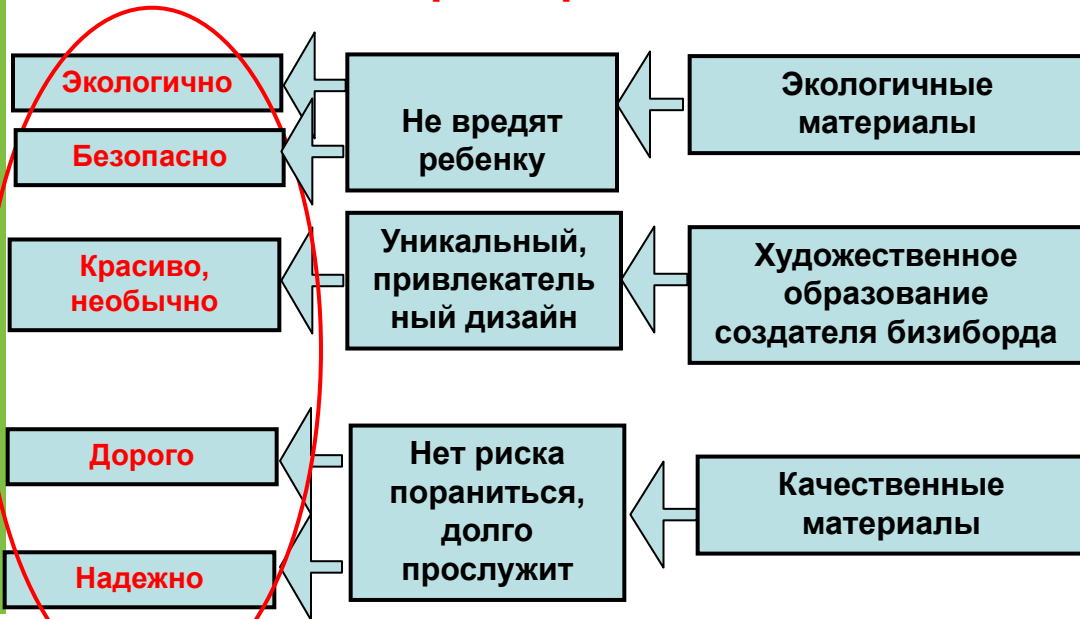 Экологично
Безопасно
Не вредят
ребенку
Экологичные
материалы
Красиво,
необычно
Уникальный,
привлекатель
ный дизайн
Художественное
образование
создателя бизиборда
Дорого
Надежно
Нет риска
пораниться,
долго
прослужит
Качественные
материалы